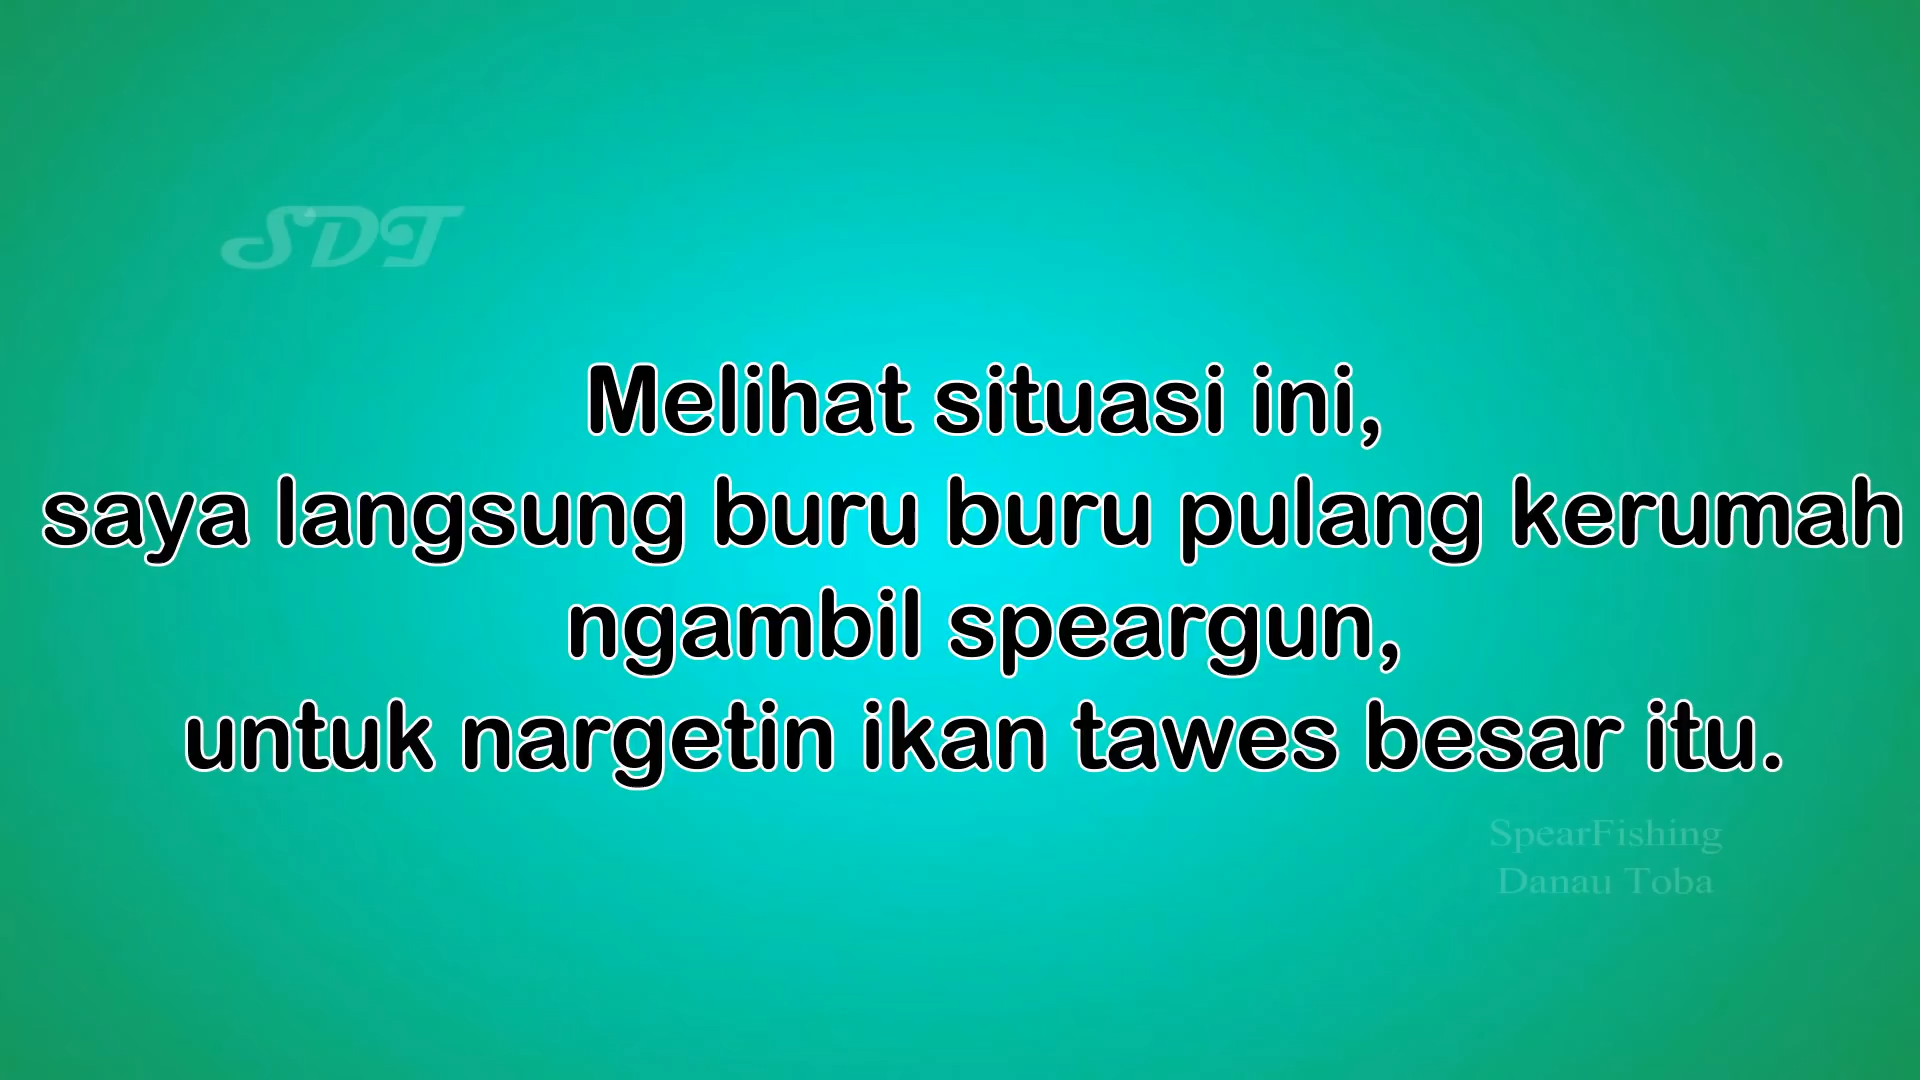 SDT
Melihat situasi ini,
saya langsung buru buru pulang kerumah
ngambil speargun,
untuk nargetin ikan tawes besar itu.
SpearFishing
Danau Toba